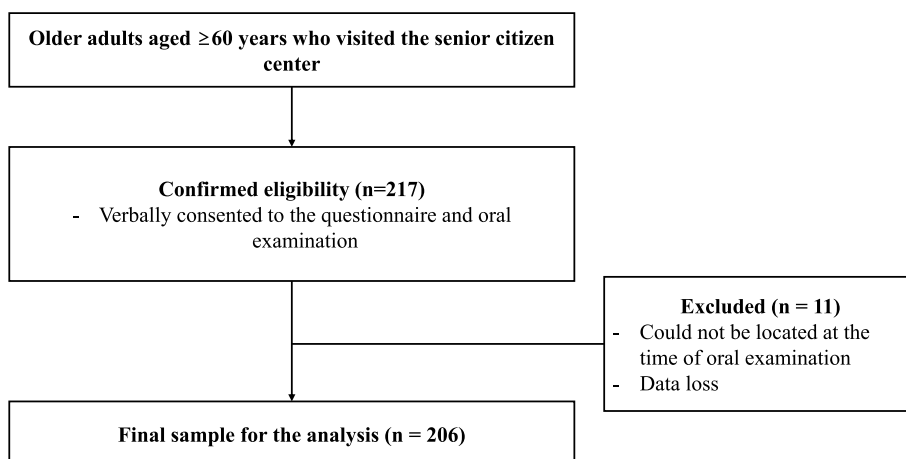 Older adults aged ≥60 years who visited the senior citizen
center
Confirmed eligibility (n=217)
- Verbally consented to the questionnaire and oral
examination
Excluded (n = 11)
- Could not be located at the
time of oral examination
- Data loss
Final sample for the analysis (n = 206)